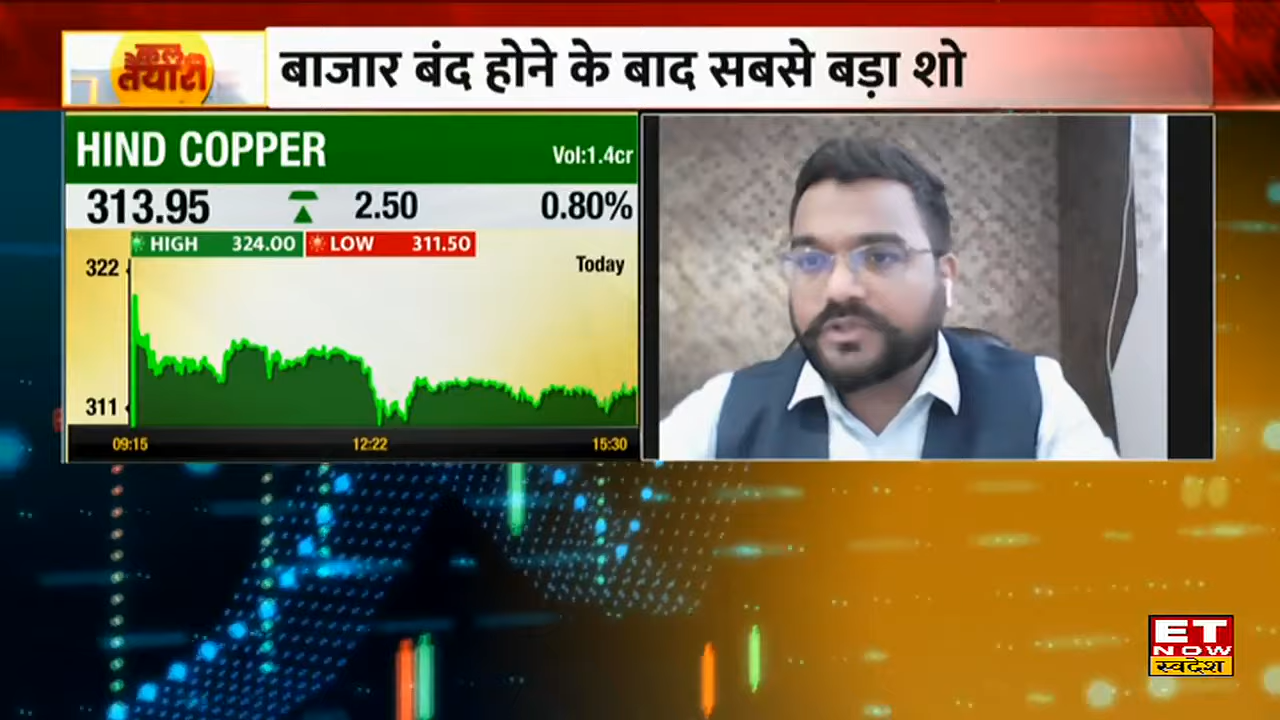 कल की
तैयारी
बाजार बंद होने के बाद सबसे बड़ा शो
HIND COPPER
Vol:1.4cr
313.95 2.50 0.80%
HIGH 324.00 LOW 311.50
322
Today
311
09:15 12:22 15:30
ET
NOW
स्वदेश